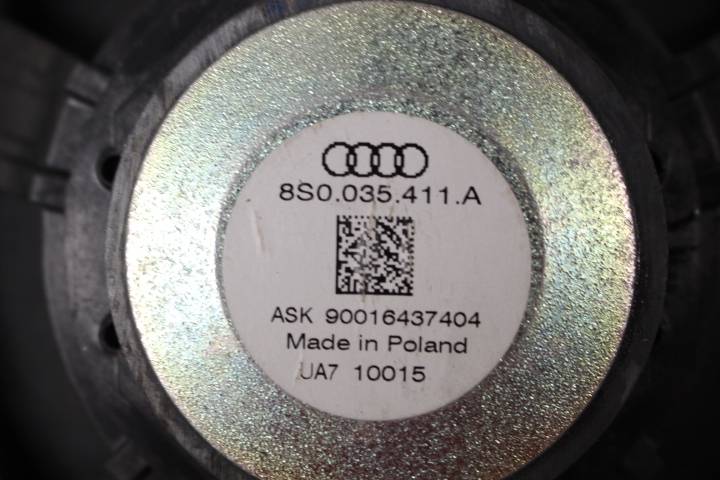 8S0.035.411.A
ASK 90016437404
Made in Poland
UA7 10015